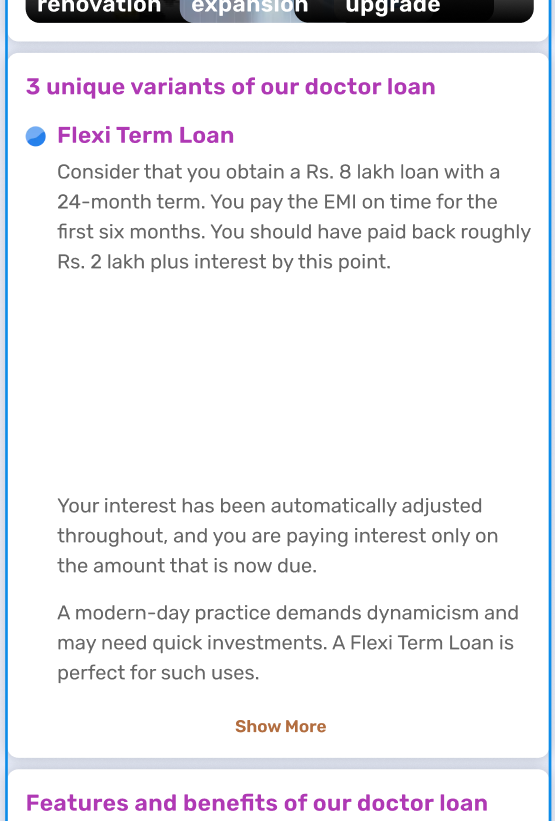 renovation
expansion
upgrade
3 unique variants of our doctor loan
Flexi Term Loan
Consider that you obtain a Rs. 8 lakh loan with a
24-month term. You pay the EMI on time for the
first six months. You should have paid back roughly
Rs. 2 lakh plus interest by this point.
Your interest has been automatically adjusted
throughout, and you are paying interest only on
the amount that is now due.
A modern-day practice demands dynamicism and
may need quick investments. A Flexi Term Loan is
perfect for such uses.
Show More
Features and benefits of our doctor loan